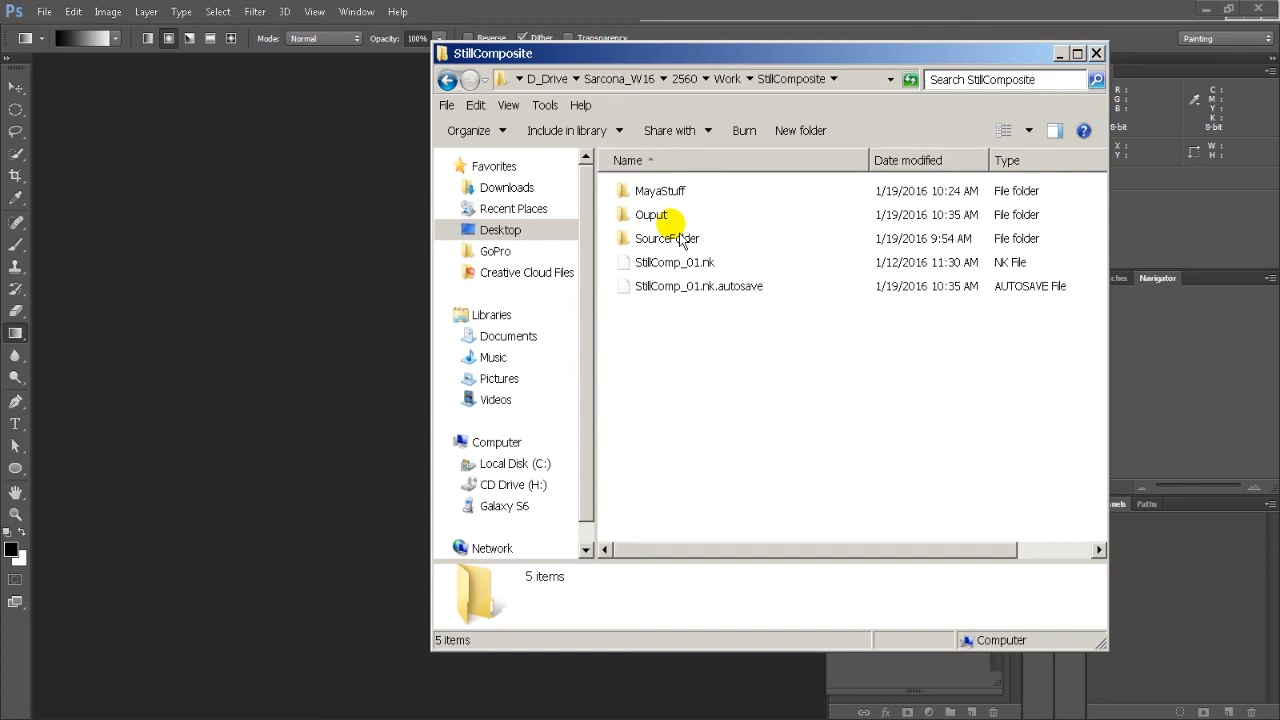 Ps File Edit Image Layer Type Select Filter 3D View Window Help
Mode: Normal Opacity: 100% Reverse Dither Transparency Painting
StillComposite
D_Drive Sarcona_W16 2560 Work StillComposite Search StillComposite
File Edit View Tools Help
Organize Include in library Share with Burn New folder
Name Date modified Type
Favorites
Downloads
Recent Places
Desktop
GoPro
Creative Cloud Files
Libraries
Documents
Music
Pictures
Videos
Computer
Local Disk (C:)
CD Drive (H:)
Galaxy S6
Network
MayaStuff 1/19/2016 10:24 AM File folder
Ouput 1/19/2016 10:35 AM File folder
SourceFolder 1/19/2016 9:54 AM File folder
StillComp_01.nk 1/12/2016 11:30 AM NK File
StillComp_01.nk.autosave 1/19/2016 10:35 AM AUTOSAVE File
5 items
5 items Computer
R: C:
G: M:
B: Y:
K:
8-bit 8-bit
X: W:
Y: H:
Navigator
Paths